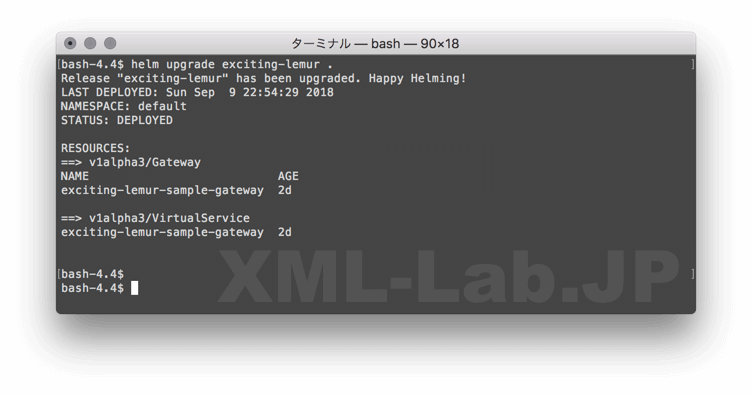 ターミナル — bash — 90×18
[bash-4.4$ helm upgrade exciting-lemur . ]
Release "exciting-lemur" has been upgraded. Happy Helming!
LAST DEPLOYED: Sun Sep  9 22:54:29 2018
NAMESPACE: default
STATUS: DEPLOYED
RESOURCES:
==> v1alpha3/Gateway
NAME                           AGE
exciting-lemur-sample-gateway  2d
==> v1alpha3/VirtualService
exciting-lemur-sample-gateway  2d
[bash-4.4$ ]
bash-4.4$
XML-Lab.JP